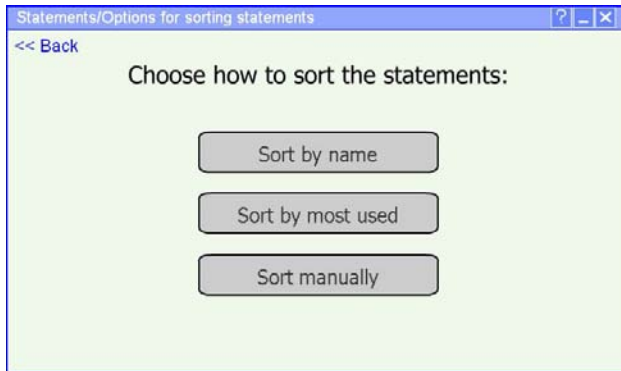 Statements/Options for sorting statements ? _ X
<< Back
Choose how to sort the statements:
Sort by name
Sort by most used
Sort manually